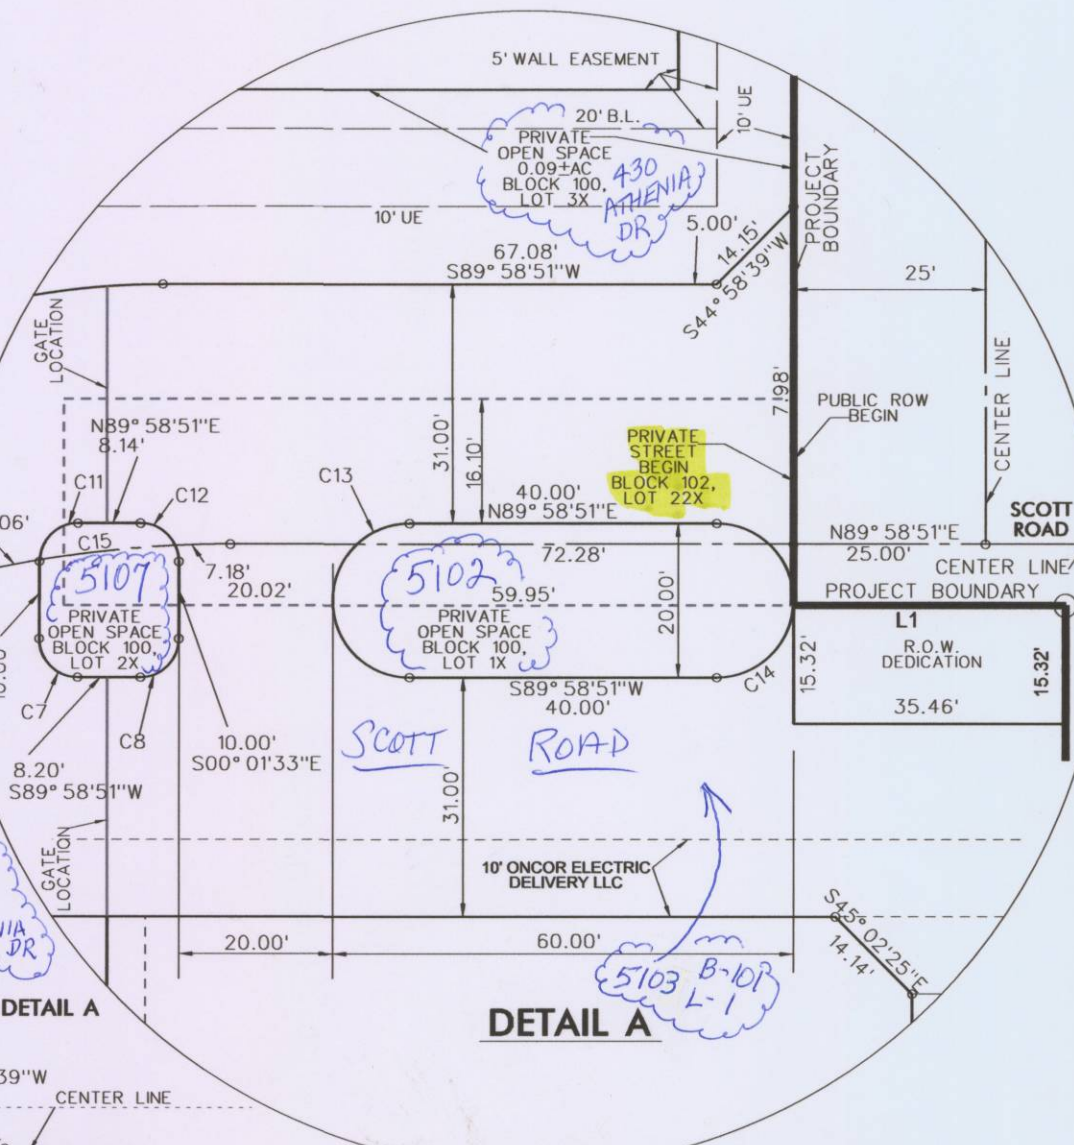 5' WALL EASEMENT
20' B.L.
10' UE
PRIVATE
OPEN SPACE
0.09±AC
BLOCK 100,
LOT 3X
430
ATHENIA
DR
10' UE
PROJECT
BOUNDARY
67.08'
S89° 58'51"W
5.00'
14.15'
S44° 58'39"W
25'
GATE
LOCATION
N89° 58'51"E
8.14'
31.00'
16.10'
7.98'
PUBLIC ROW
BEGIN
CENTER LINE
PRIVATE
STREET
BEGIN
BLOCK 102,
LOT 22X
C11
C12
C13
40.00'
N89° 58'51"E
SCOTT
ROAD
06'
C15
7.18'
20.02'
72.28'
59.95'
20.00'
N89° 58'51"E
25.00'
CENTER LINE
PROJECT BOUNDARY
5107
PRIVATE
OPEN SPACE
BLOCK 100,
LOT 2X
5102
PRIVATE
OPEN SPACE
BLOCK 100,
LOT 1X
L1
R.O.W.
DEDICATION
15.32'
15.32'
35.46'
C7
C8
C14
S89° 58'51"W
40.00'
10.00'
S00° 01'33"E
8.20'
S89° 58'51"W
SCOTT ROAD
31.00'
GATE
LOCATION
10' ONCOR ELECTRIC
DELIVERY LLC
S45° 02'25"E
14.14'
DR
20.00'
60.00'
5103
L-1
DETAIL A
DETAIL A
39"W
CENTER LINE